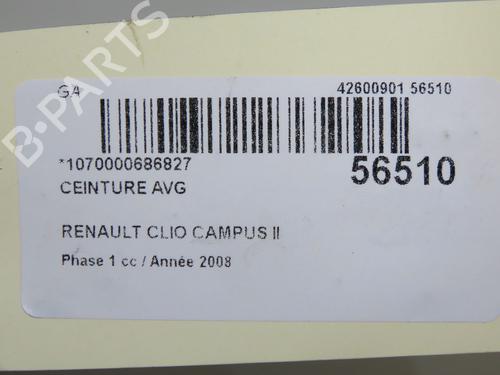 GA 42600901 56510
*1070000686827 56510
CEINTURE AVG
RENAULT CLIO CAMPUS II
Phase 1 cc / Année 2008
B-PARTS